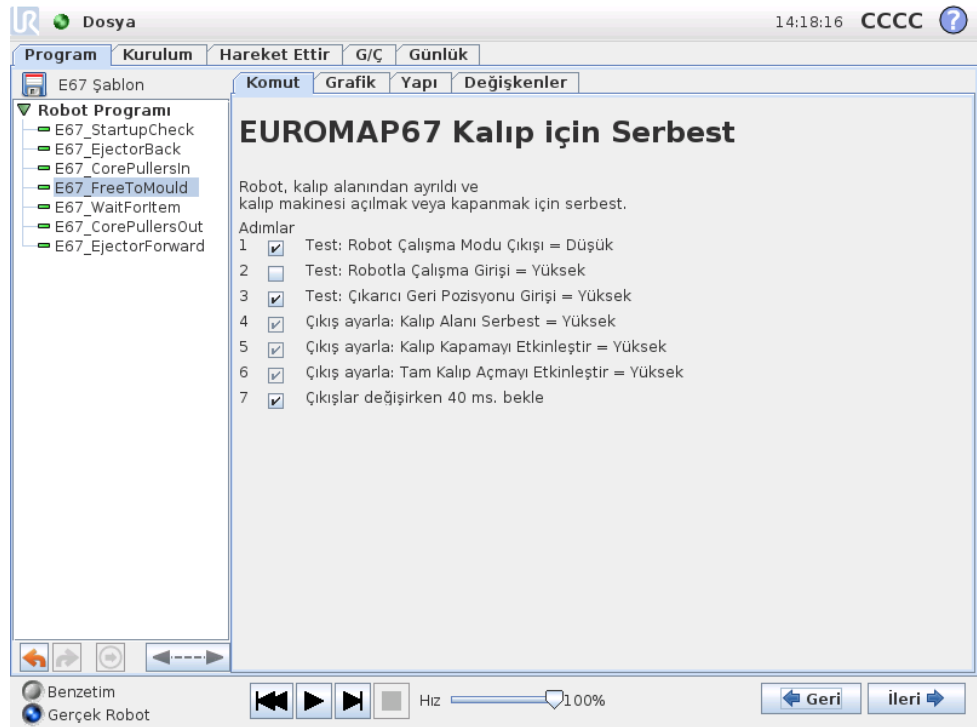 UR Dosya 14:18:16 CCCC ?
Program Kurulum Hareket Ettir G/Ç Günlük
E67 Şablon
Robot Programı
E67_StartupCheck
E67_EjectorBack
E67_CorePullersIn
E67_FreeToMould
E67_WaitForItem
E67_CorePullersOut
E67_EjectorForward
Komut Grafik Yapı Değişkenler
EUROMAP67 Kalıp için Serbest
Robot, kalıp alanından ayrıldı ve
kalıp makinesi açılmak veya kapanmak için serbest.
Adımlar
1 Test: Robot Çalışma Modu Çıkışı = Düşük
2 Test: Robotla Çalışma Girişi = Yüksek
3 Test: Çıkarıcı Geri Pozisyonu Girişi = Yüksek
4 Çıkış ayarla: Kalıp Alanı Serbest = Yüksek
5 Çıkış ayarla: Kalıp Kapamayı Etkinleştir = Yüksek
6 Çıkış ayarla: Tam Kalıp Açmayı Etkinleştir = Yüksek
7 Çıkışlar değişirken 40 ms. bekle
Benzetim
Gerçek Robot
Hız 100%
Geri İleri